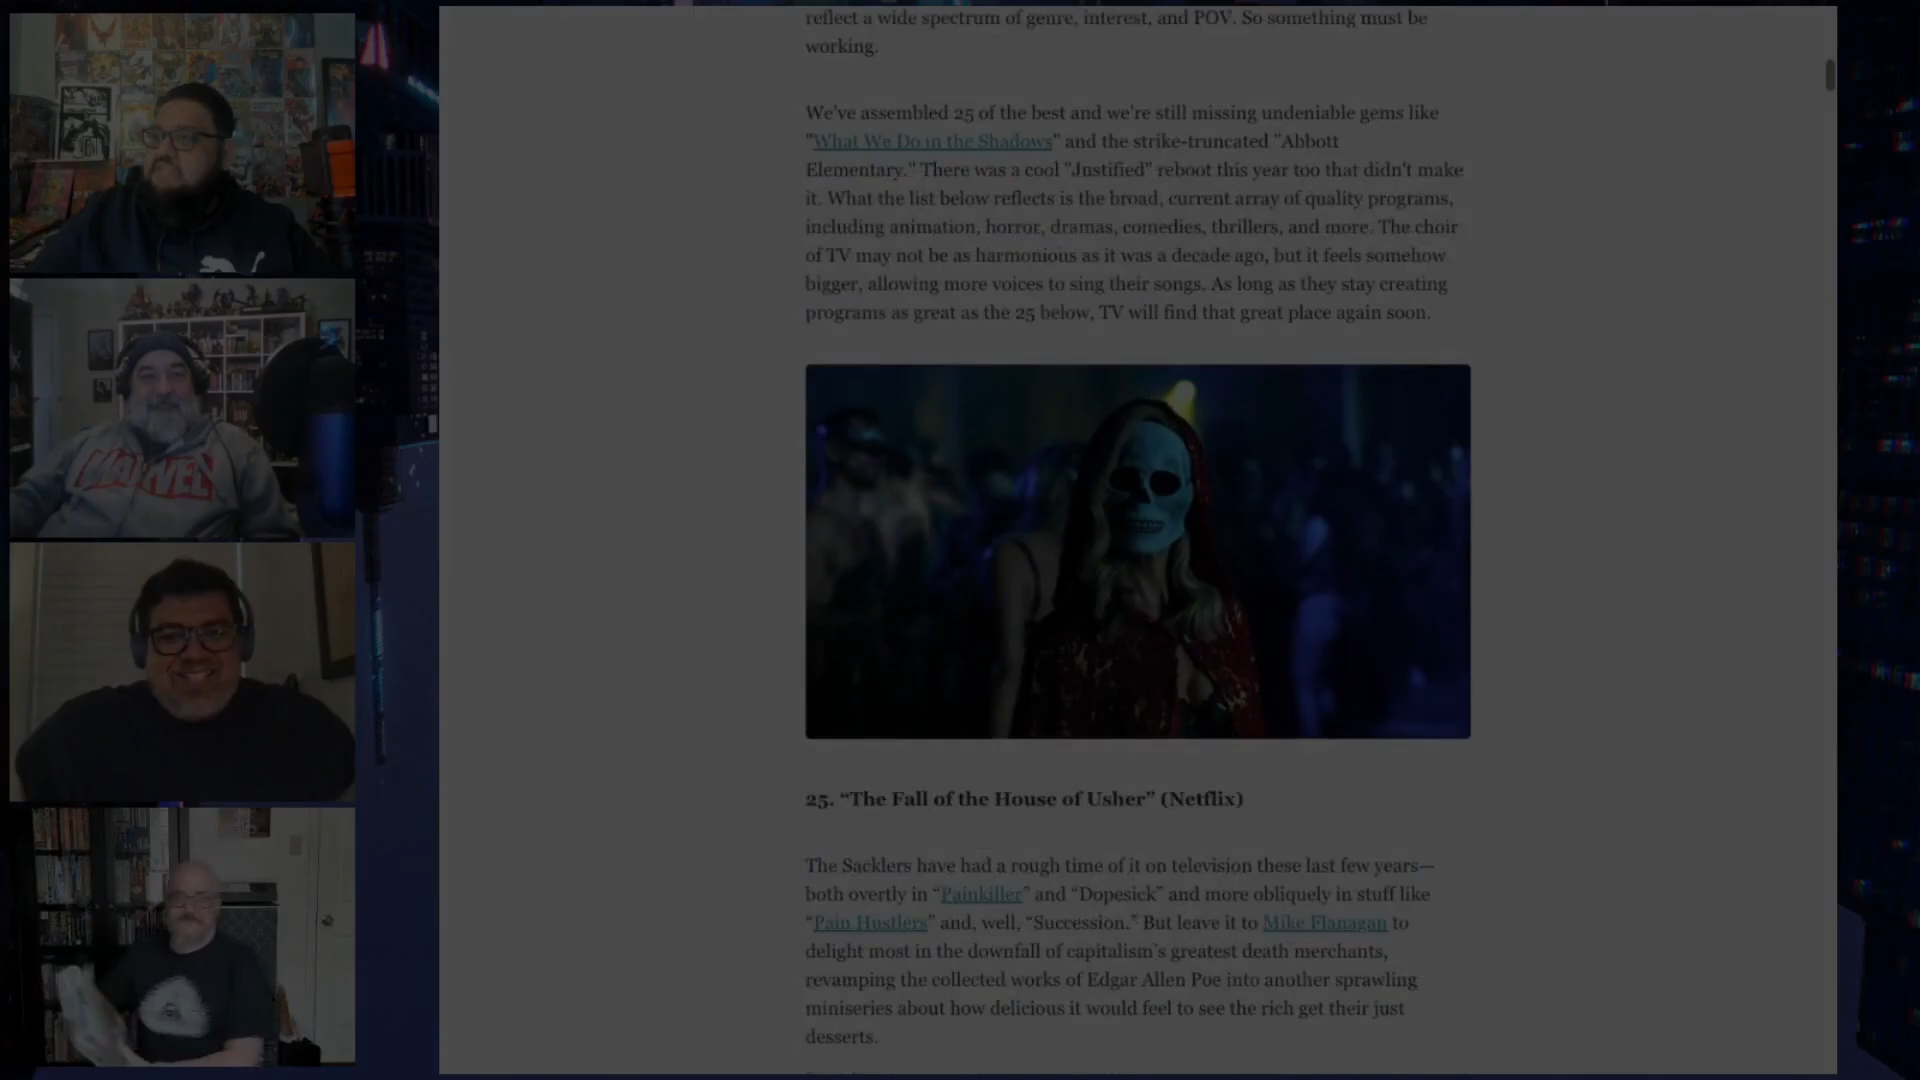 reflect a wide spectrum of genre, interest, and POV. So something must be
working.
We've assembled 25 of the best and we're still missing undeniable gems like
"What We Do in the Shadows" and the strike-truncated "Abbott
Elementary." There was a cool "Justified" reboot this year too that didn't make
it. What the list below reflects is the broad, current array of quality programs,
including animation, horror, dramas, comedies, thrillers, and more. The choir
of TV may not be as harmonious as it was a decade ago, but it feels somehow
bigger, allowing more voices to sing their songs. As long as they stay creating
programs as great as the 25 below, TV will find that great place again soon.
25. “The Fall of the House of Usher” (Netflix)
The Sacklers have had a rough time of it on television these last few years—
both overtly in “Painkiller” and “Dopesick” and more obliquely in stuff like
“Pain Hustlers” and, well, “Succession.” But leave it to Mike Flanagan to
delight most in the downfall of capitalism’s greatest death merchants,
revamping the collected works of Edgar Allen Poe into another sprawling
miniseries about how delicious it would feel to see the rich get their just
desserts.
MARVEL